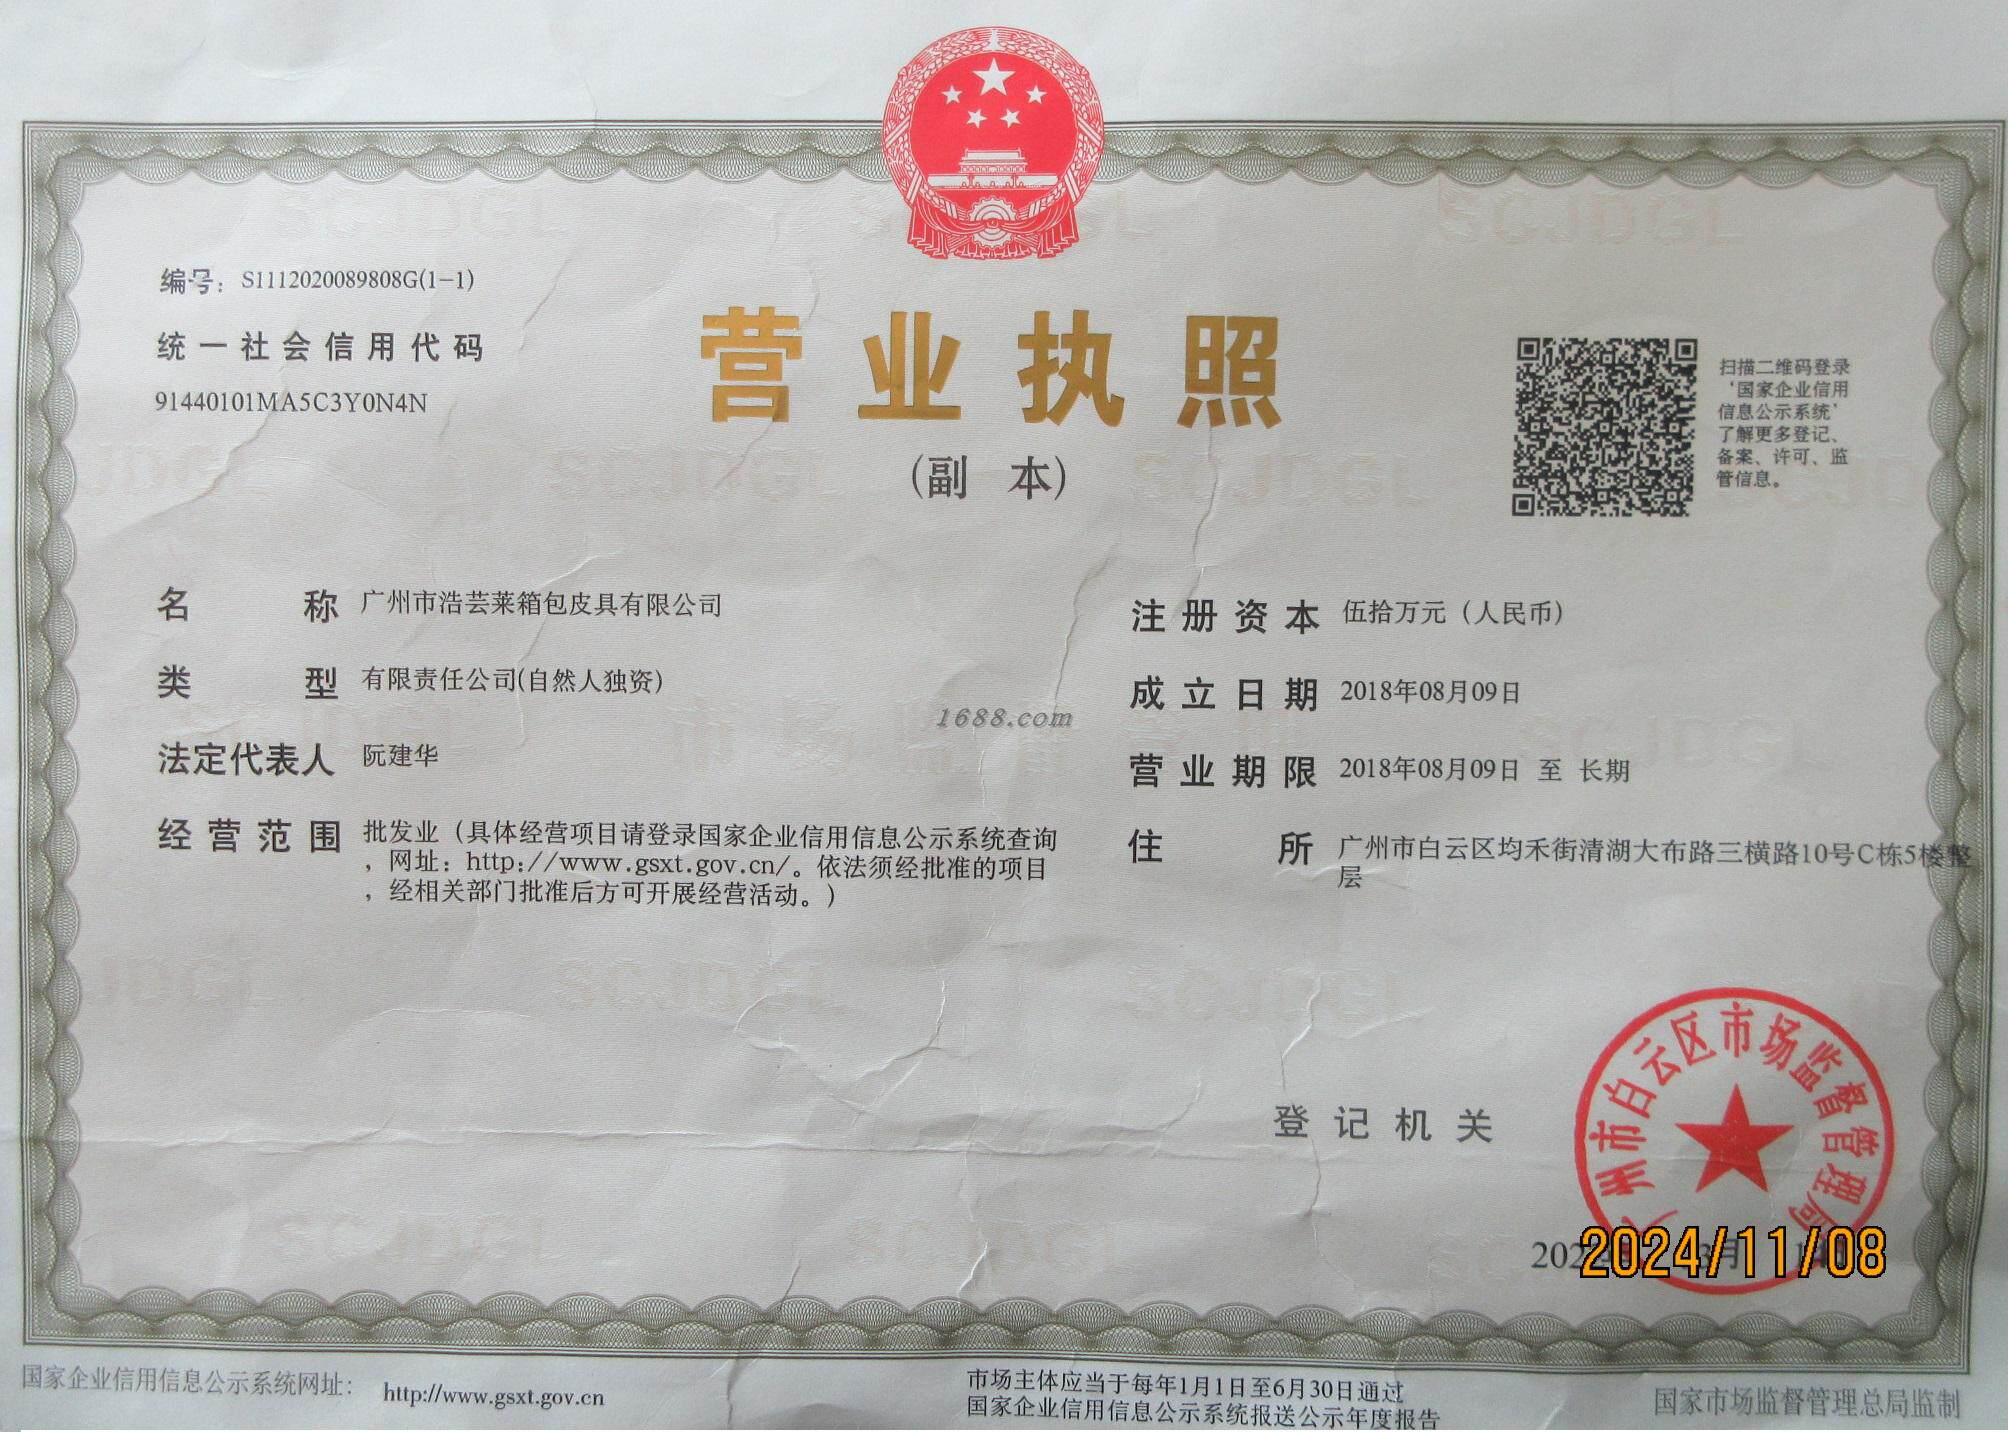 编号：S1112020089808G(1-1)
统一社会信用代码
91440101MA5C3Y0N4N
营业执照
(副 本)
扫描二维码登录
‘国家企业信用
信息公示系统’
了解更多登记、
备案、许可、监
管信息。
名 称 广州市浩芸莱箱包皮具有限公司
类 型 有限责任公司(自然人独资)
法定代表人 阮建华
经营范围 批发业（具体经营项目请登录国家企业信用信息公示系统查询
，网址：http://www.gsxt.gov.cn/。依法须经批准的项目
，经相关部门批准后方可开展经营活动。）
注册资本 伍拾万元（人民币）
成立日期 2018年08月09日
营业期限 2018年08月09日 至 长期
住 所 广州市白云区均禾街清湖大布路三横路10号C栋5楼整
层
1688.com
登记机关
广州市白云区市场监督管理局
2024/11/08
国家企业信用信息公示系统网址： http://www.gsxt.gov.cn
市场主体应当于每年1月1日至6月30日通过
国家企业信用信息公示系统报送公示年度报告
国家市场监督管理总局监制